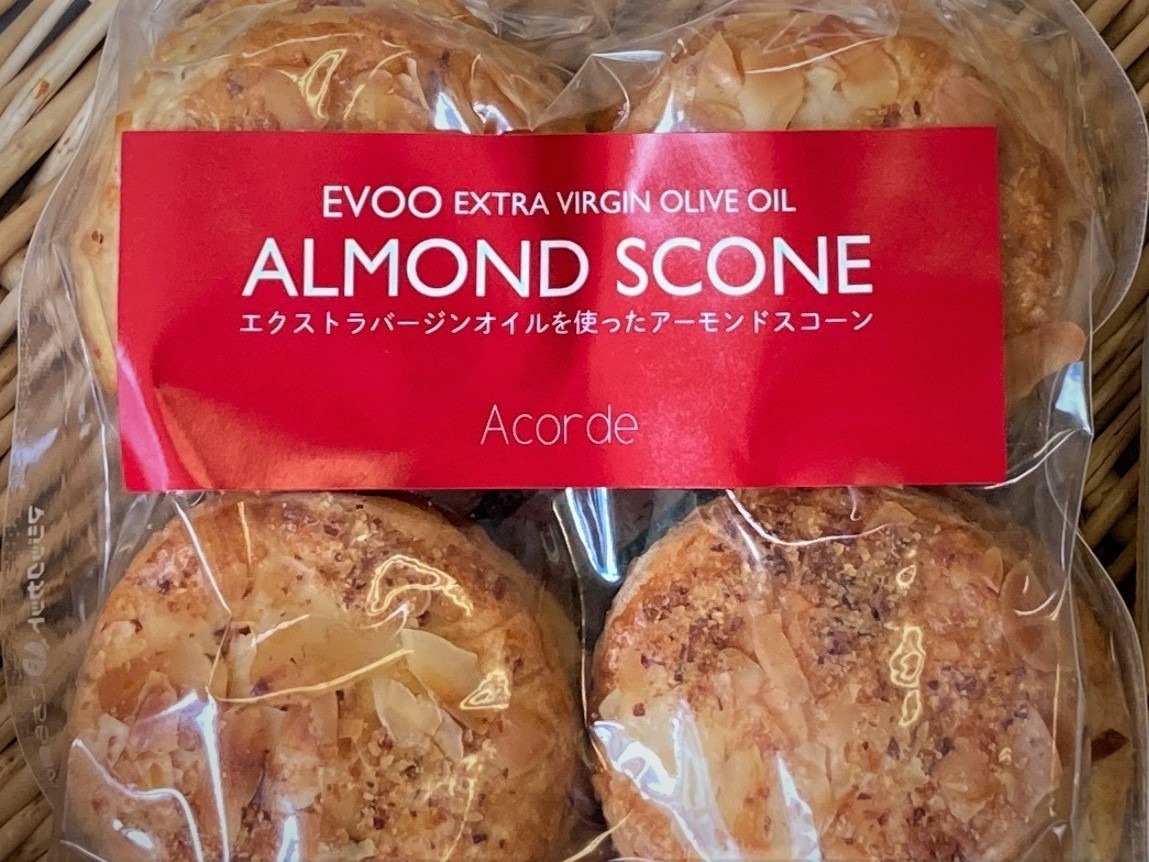 EVOO EXTRA VIRGIN OLIVE OIL
ALMOND SCONE
エクストラバージンオイルを使ったアーモンドスコーン
Acorde